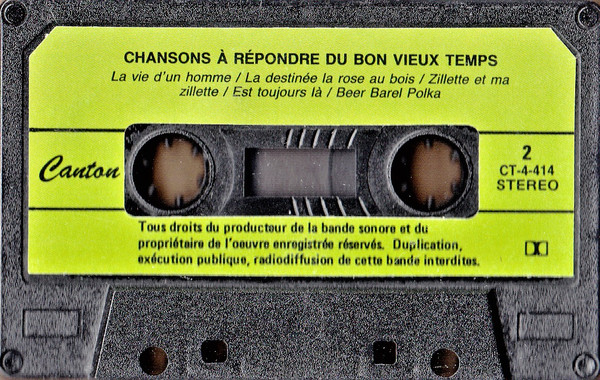 CHANSONS À RÉPONDRE DU BON VIEUX TEMPS
La vie d'un homme / La destinée la rose au bois / Zillette et ma
zillette / Est toujours là / Beer Barel Polka
Canton
2
CT-4-414
STEREO
Tous droits du producteur de la bande sonore et du
propriétaire de l'oeuvre enregistrée réservés. Duplication,
exécution publique, radiodiffusion de cette bande interdites.